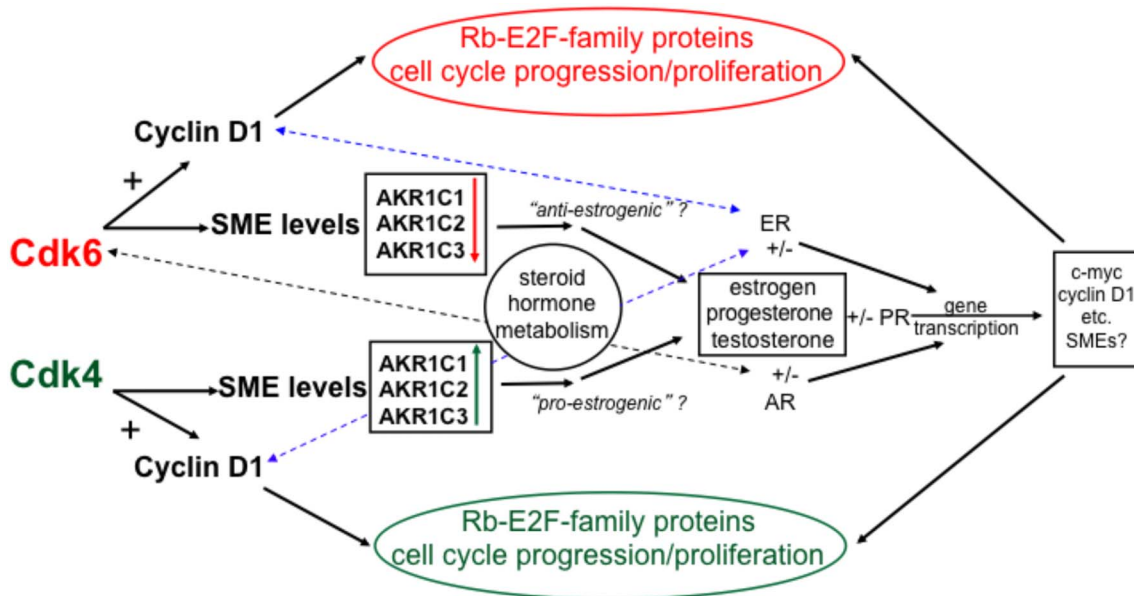 Rb-E2F-family proteins
cell cycle progression/proliferation
Cyclin D1
+
SME levels
AKR1C1
AKR1C2
AKR1C3
"anti-estrogenic" ?
Cdk6
ER
+/-
steroid
hormone
metabolism
estrogen
progesterone
testosterone
+/- PR
gene
transcription
c-myc
cyclin D1
etc.
SMEs?
Cdk4
SME levels
AKR1C1
AKR1C2
AKR1C3
"pro-estrogenic" ?
+/-
AR
+
Cyclin D1
Rb-E2F-family proteins
cell cycle progression/proliferation